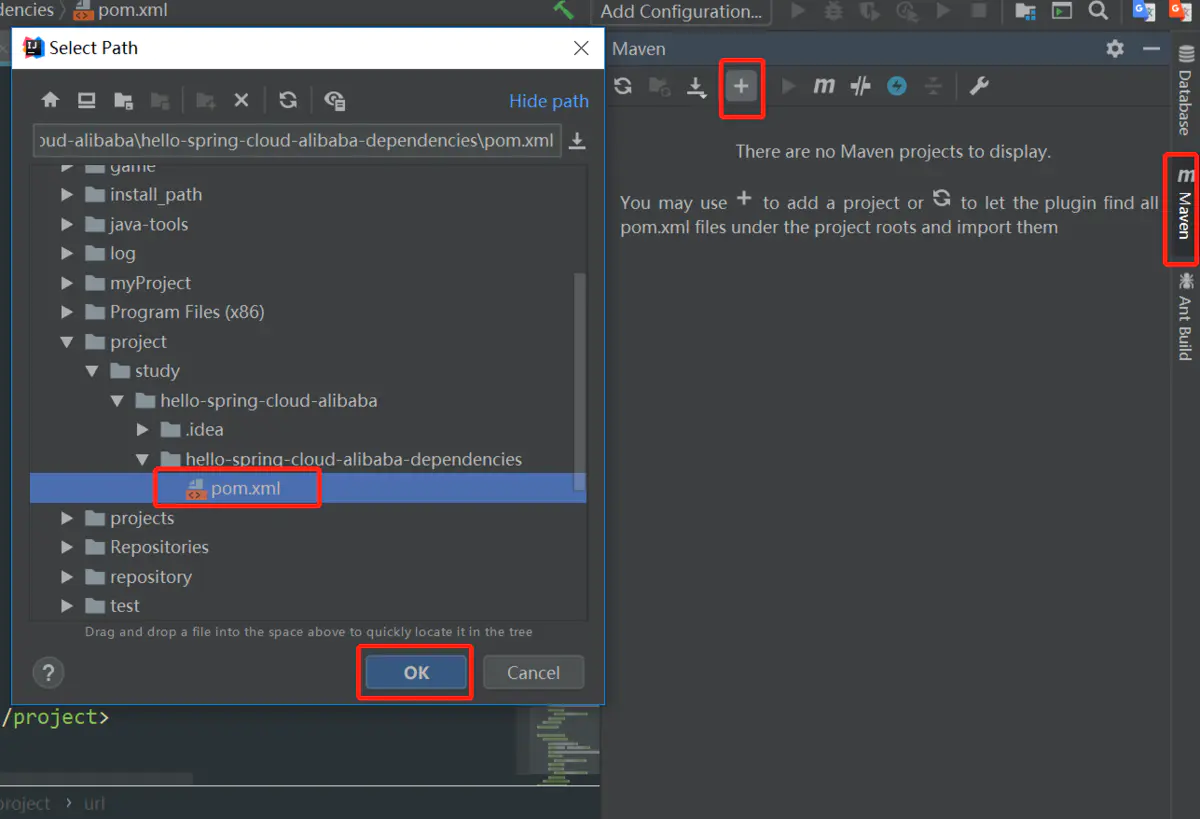 dencies
pom.xml
Add Configuration...
Select Path
Maven
Hide path
oud-alibaba\hello-spring-cloud-alibaba-dependencies\pom.xml
game
install_path
java-tools
log
myProject
Program Files (x86)
project
study
hello-spring-cloud-alibaba
.idea
hello-spring-cloud-alibaba-dependencies
pom.xml
projects
Repositories
repository
test
Drag and drop a file into the space above to quickly locate it in the tree
?
OK
Cancel
There are no Maven projects to display.
You may use + to add a project or to let the plugin find all
pom.xml files under the project roots and import them
Database
m
Maven
Ant Build
/project>
project › url